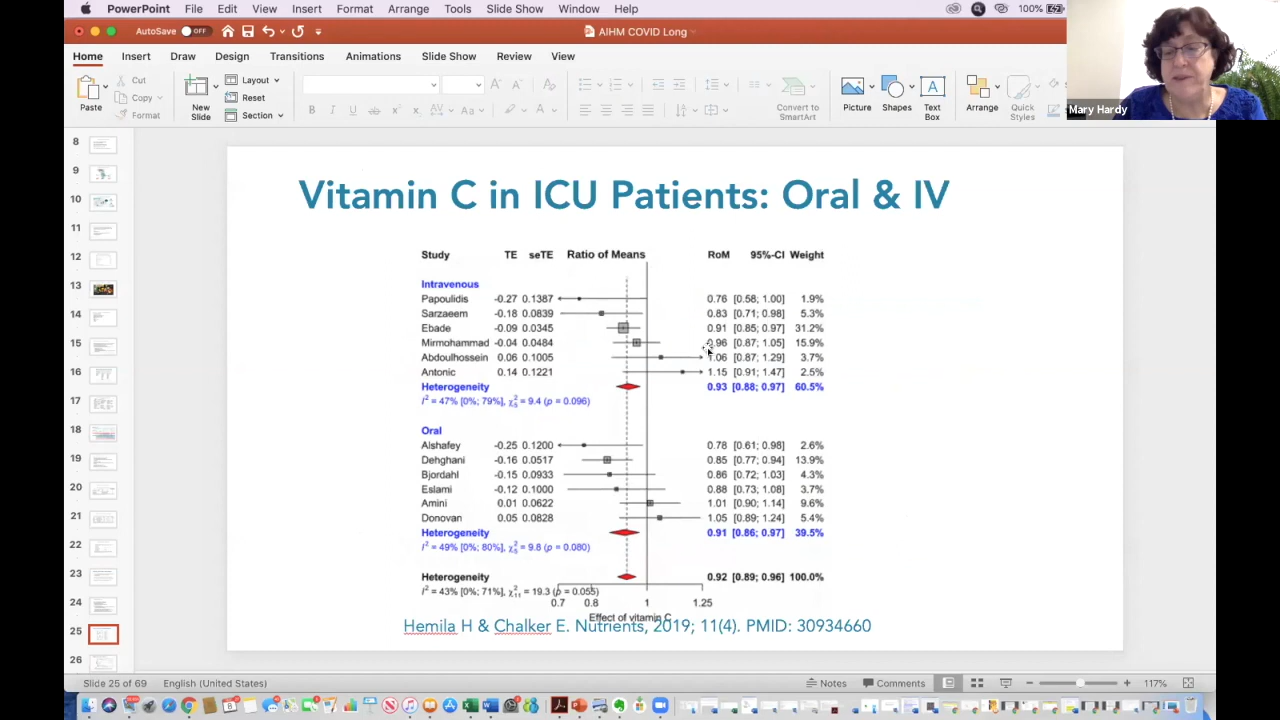 PowerPoint File Edit View Insert Format Arrange Tools Slide Show Window Help 100%
AutoSave OFF AIHM COVID Long
Home Insert Draw Design Transitions Animations Slide Show Review View
Paste Cut Copy Format New Slide Layout Reset Section Convert to SmartArt Picture Shapes Text Box Arrange Quick Styles
Mary Hardy
8
9
10
11
12
13
14
15
16
17
18
19
20
21
22
23
24
25
26
Vitamin C in ICU Patients: Oral & IV
Study TE seTE Ratio of Means RoM 95%-CI Weight
Intravenous
Papoulidis -0.27 0.1387 0.76 [0.58; 1.00] 1.9%
Sarzaeem -0.18 0.0839 0.83 [0.71; 0.98] 5.3%
Ebade -0.09 0.0345 0.91 [0.85; 0.97] 31.2%
Mirmohammad -0.04 0.0484 0.96 [0.87; 1.05] 15.9%
Abdoulhossein 0.06 0.1005 1.06 [0.87; 1.29] 3.7%
Antonic 0.14 0.1221 1.15 [0.91; 1.47] 2.5%
Heterogeneity 0.93 [0.88; 0.97] 60.5%
I² = 47% [0%; 79%], χ²₅ = 9.4 (p = 0.096)
Oral
Alshafey -0.25 0.1200 0.78 [0.61; 0.98] 2.6%
Dehghani -0.16 0.0517 0.85 [0.77; 0.94] 13.9%
Bjordahl -0.15 0.0933 0.86 [0.72; 1.03] 4.3%
Eslami -0.12 0.1000 0.88 [0.73; 1.08] 3.7%
Amini 0.01 0.0622 1.01 [0.90; 1.14] 9.6%
Donovan 0.05 0.0828 1.05 [0.89; 1.24] 5.4%
Heterogeneity 0.91 [0.86; 0.97] 39.5%
I² = 49% [0%; 80%], χ²₅ = 9.8 (p = 0.080)
Heterogeneity 0.92 [0.89; 0.96] 100.0%
I² = 43% [0%; 71%], χ²₁₁ = 19.3 (p = 0.055)
0.7 0.8 1 1.25
Effect of vitamin C
Hemila H & Chalker E. Nutrients, 2019; 11(4). PMID: 30934660
Slide 25 of 69 English (United States) Notes Comments 117%